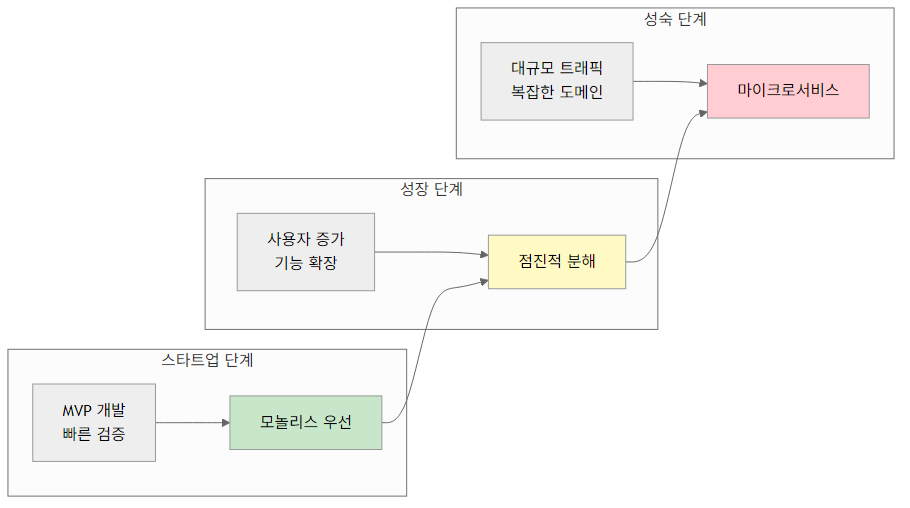 성숙 단계
대규모 트래픽
복잡한 도메인
마이크로서비스
성장 단계
사용자 증가
기능 확장
점진적 분해
스타트업 단계
MVP 개발
빠른 검증
모놀리스 우선